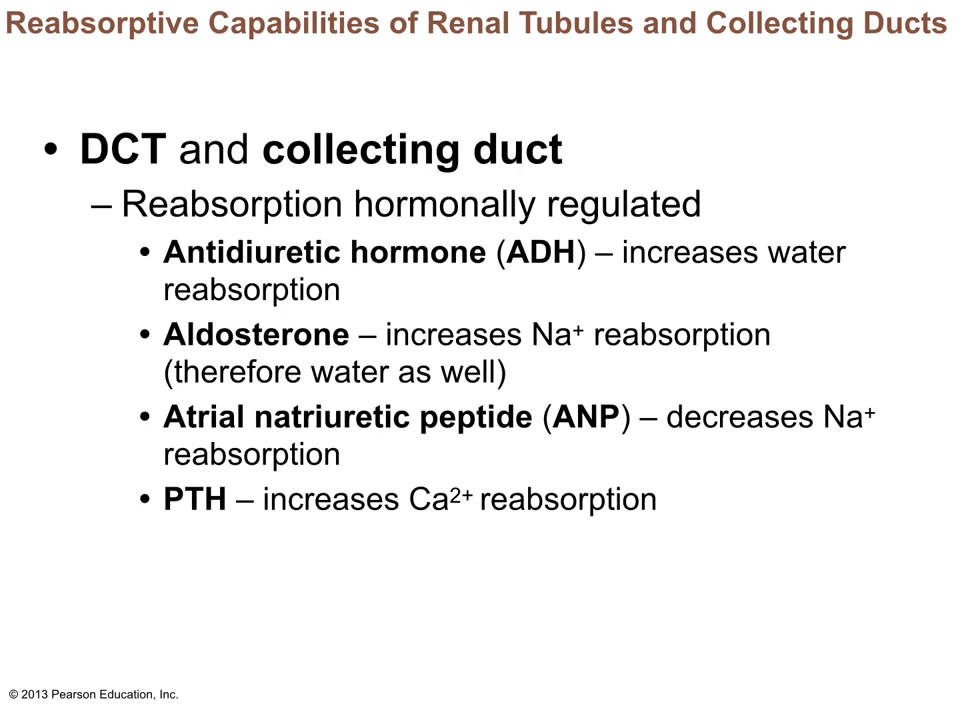 Reabsorptive Capabilities of Renal Tubules and Collecting Ducts
• DCT and collecting duct
– Reabsorption hormonally regulated
• Antidiuretic hormone (ADH) – increases water
reabsorption
• Aldosterone – increases Na⁺ reabsorption
(therefore water as well)
• Atrial natriuretic peptide (ANP) – decreases Na⁺
reabsorption
• PTH – increases Ca²⁺ reabsorption
© 2013 Pearson Education, Inc.